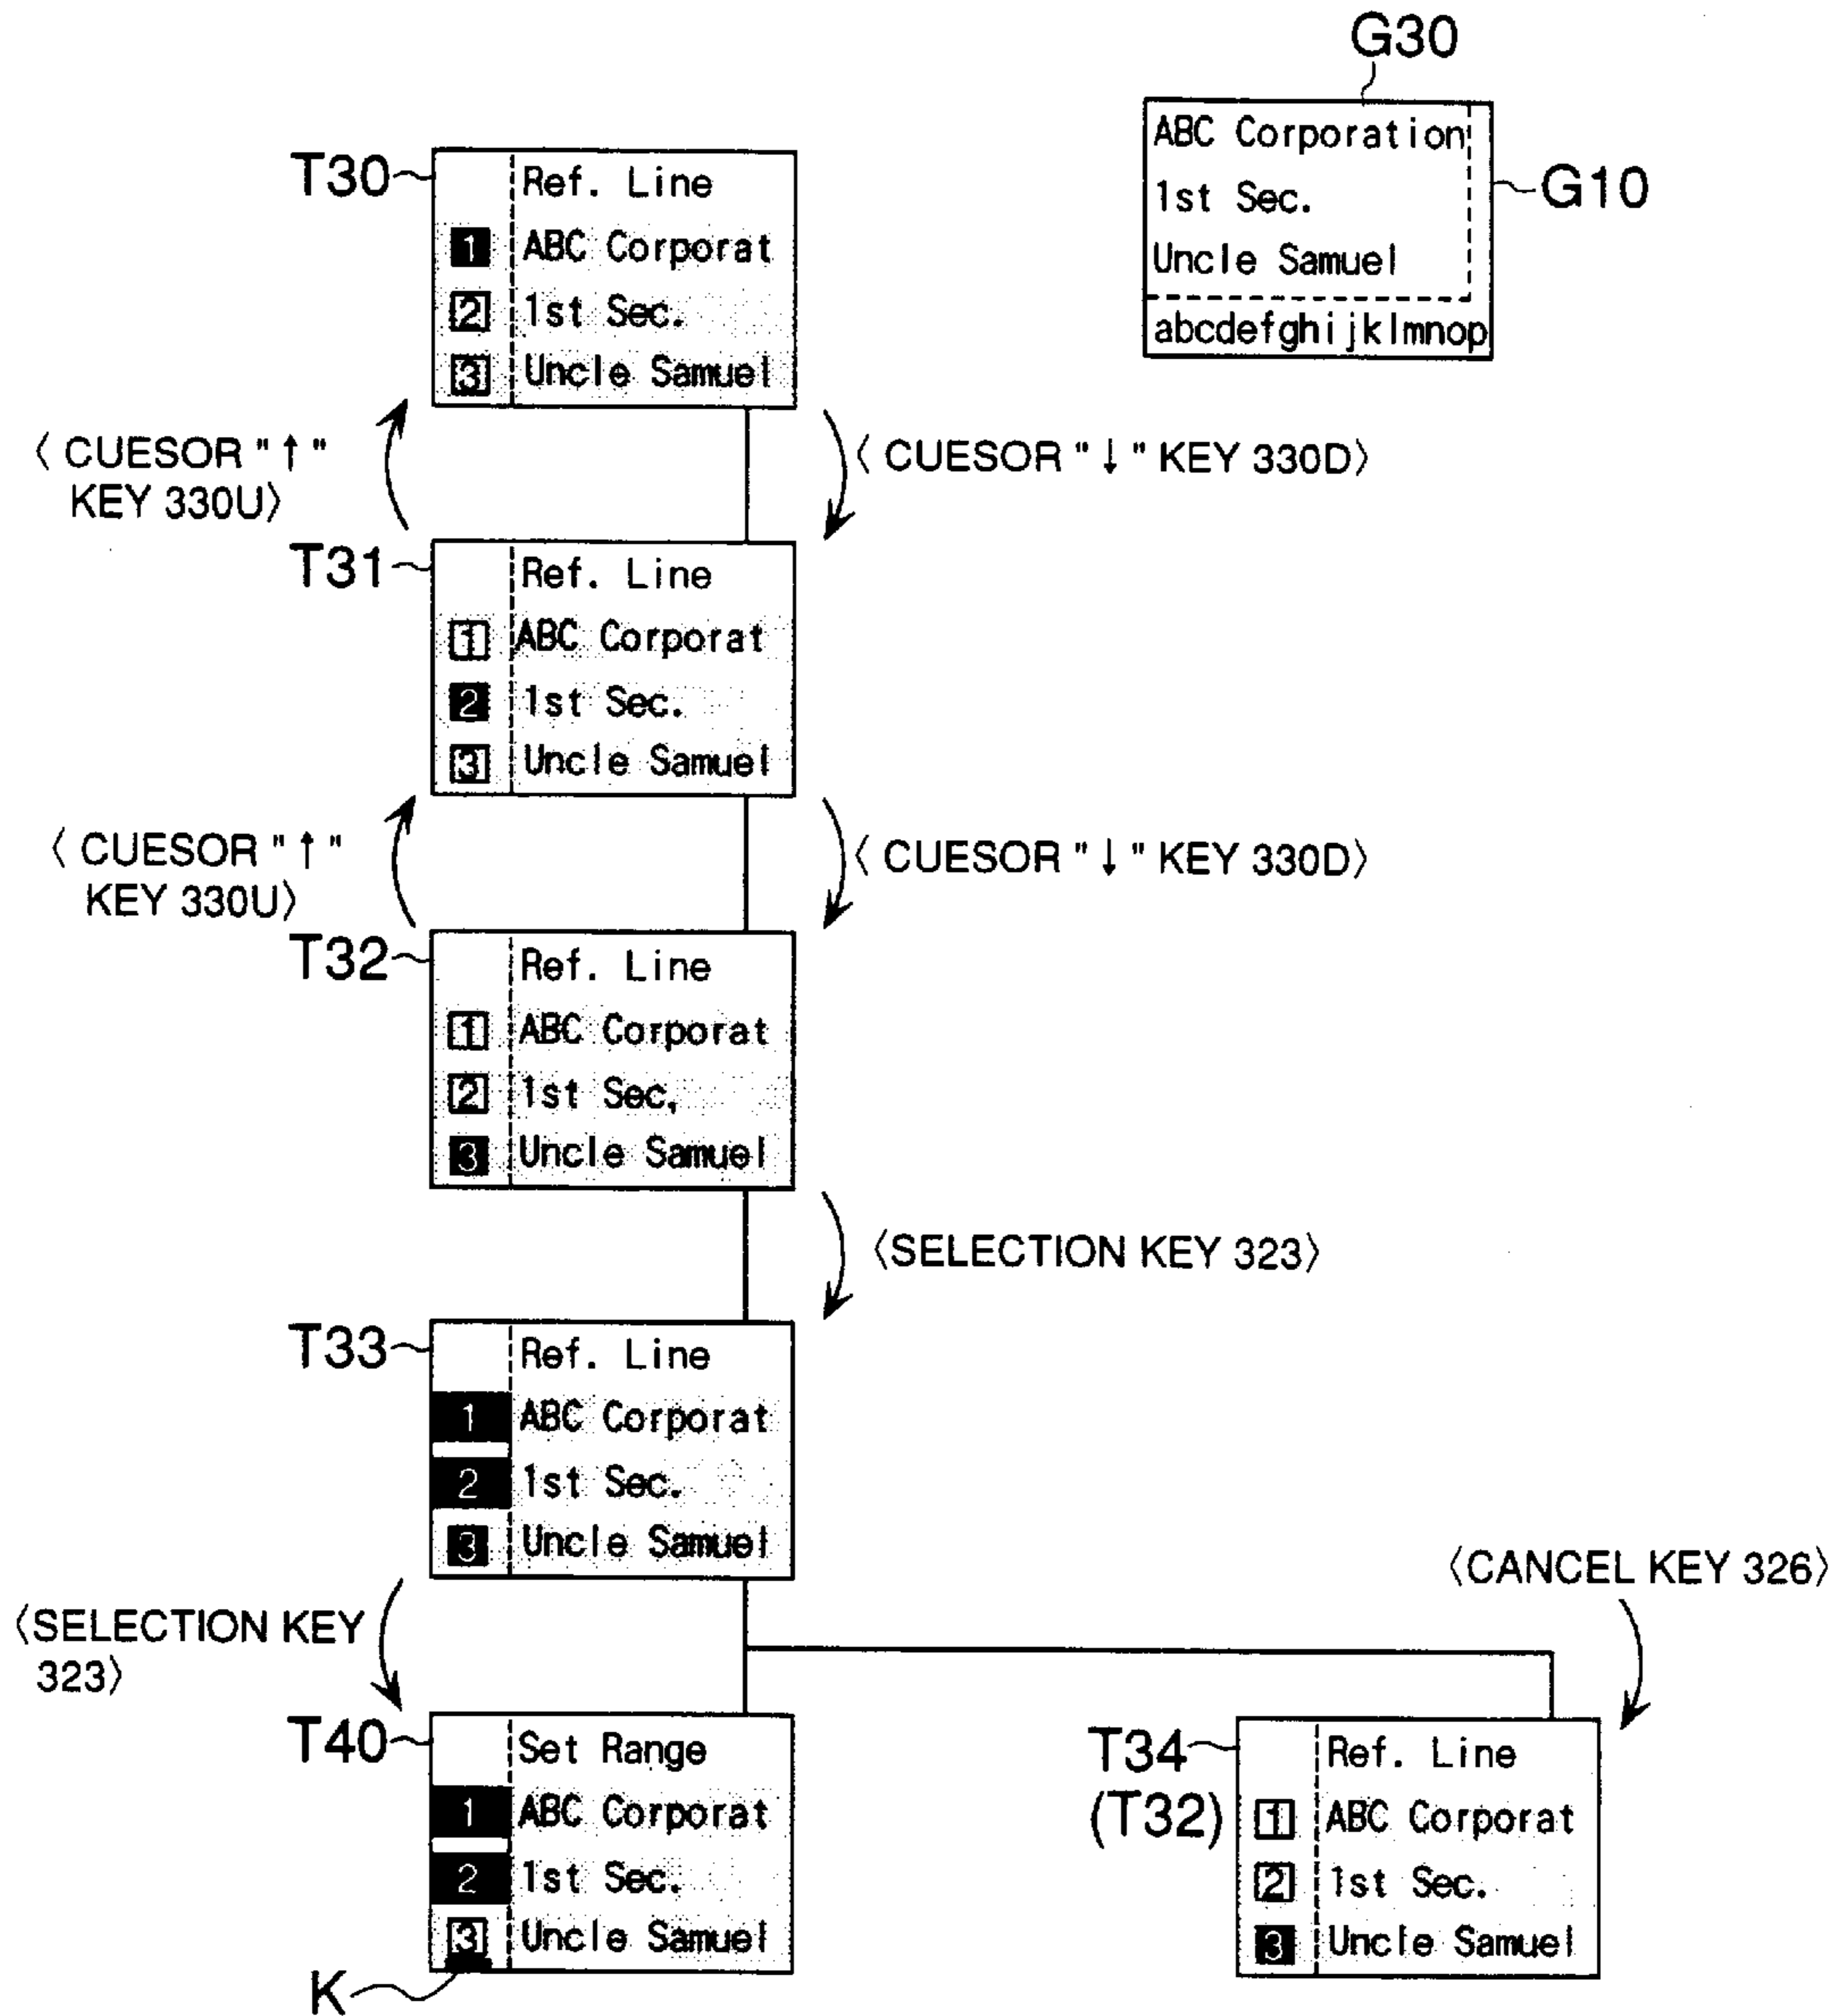 G30
ABC Corporation
1st Sec.
Uncle Samuel
abcdefghijklmnop
G10
T30
Ref. Line
1 ABC Corporat
2 1st Sec.
3 Uncle Samuel
〈 CUESOR "↑"
KEY 330U〉
〈 CUESOR "↓" KEY 330D〉
T31
Ref. Line
1 ABC Corporat
2 1st Sec.
3 Uncle Samuel
〈 CUESOR "↑"
KEY 330U〉
〈 CUESOR "↓" KEY 330D〉
T32
Ref. Line
1 ABC Corporat
2 1st Sec,
3 Uncle Samuel
〈SELECTION KEY 323〉
T33
Ref. Line
1 ABC Corporat
2 1st Sec.
3 Uncle Samuel
〈SELECTION KEY
323〉
〈CANCEL KEY 326〉
T40
Set Range
1 ABC Corporat
2 1st Sec.
3 Uncle Samuel
K
T34
(T32)
Ref. Line
1 ABC Corporat
2 1st Sec.
3 Uncle Samuel